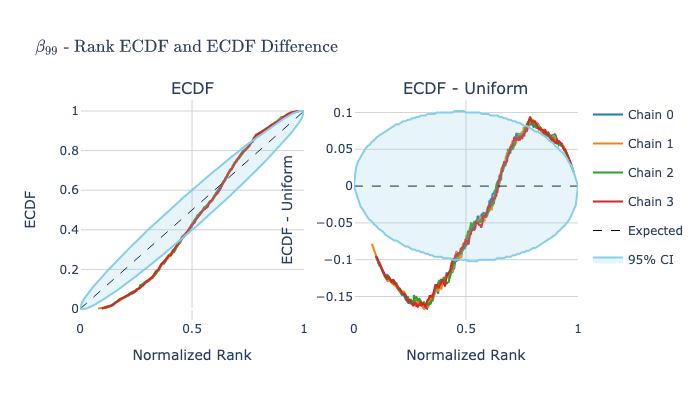 β99 - Rank ECDF and ECDF Difference
ECDF
ECDF - Uniform
ECDF
1
0.8
0.6
0.4
0.2
0
0
0.5
1
Normalized Rank
ECDF - Uniform
0.1
0.05
0
−0.05
−0.1
−0.15
0
0.5
1
Normalized Rank
Chain 0
Chain 1
Chain 2
Chain 3
Expected
95% CI